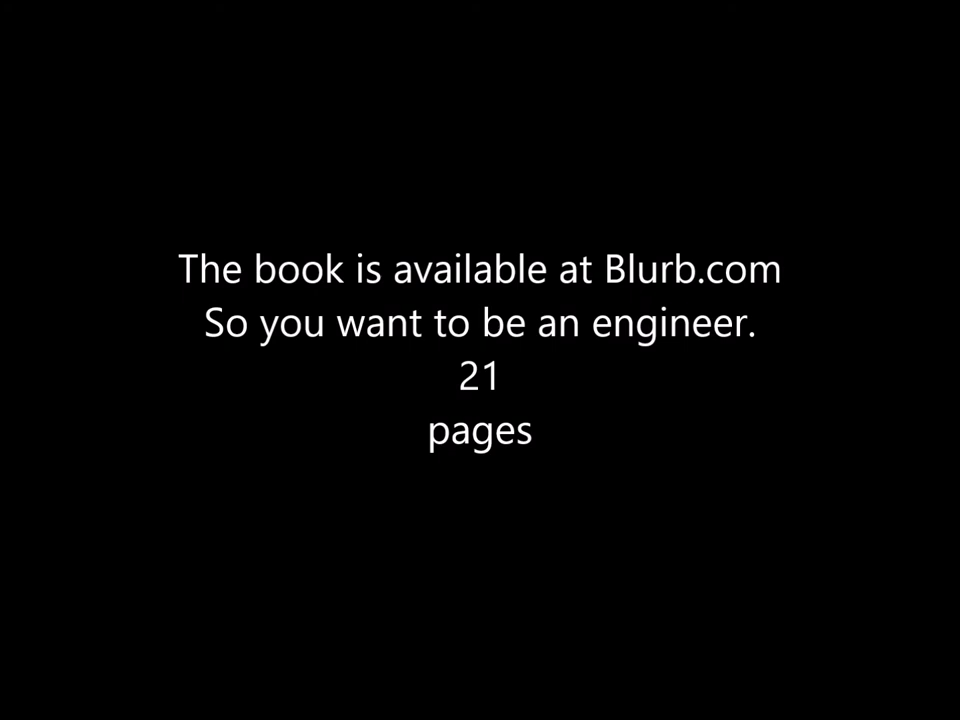 The book is available at Blurb.com
So you want to be an engineer.
21
pages